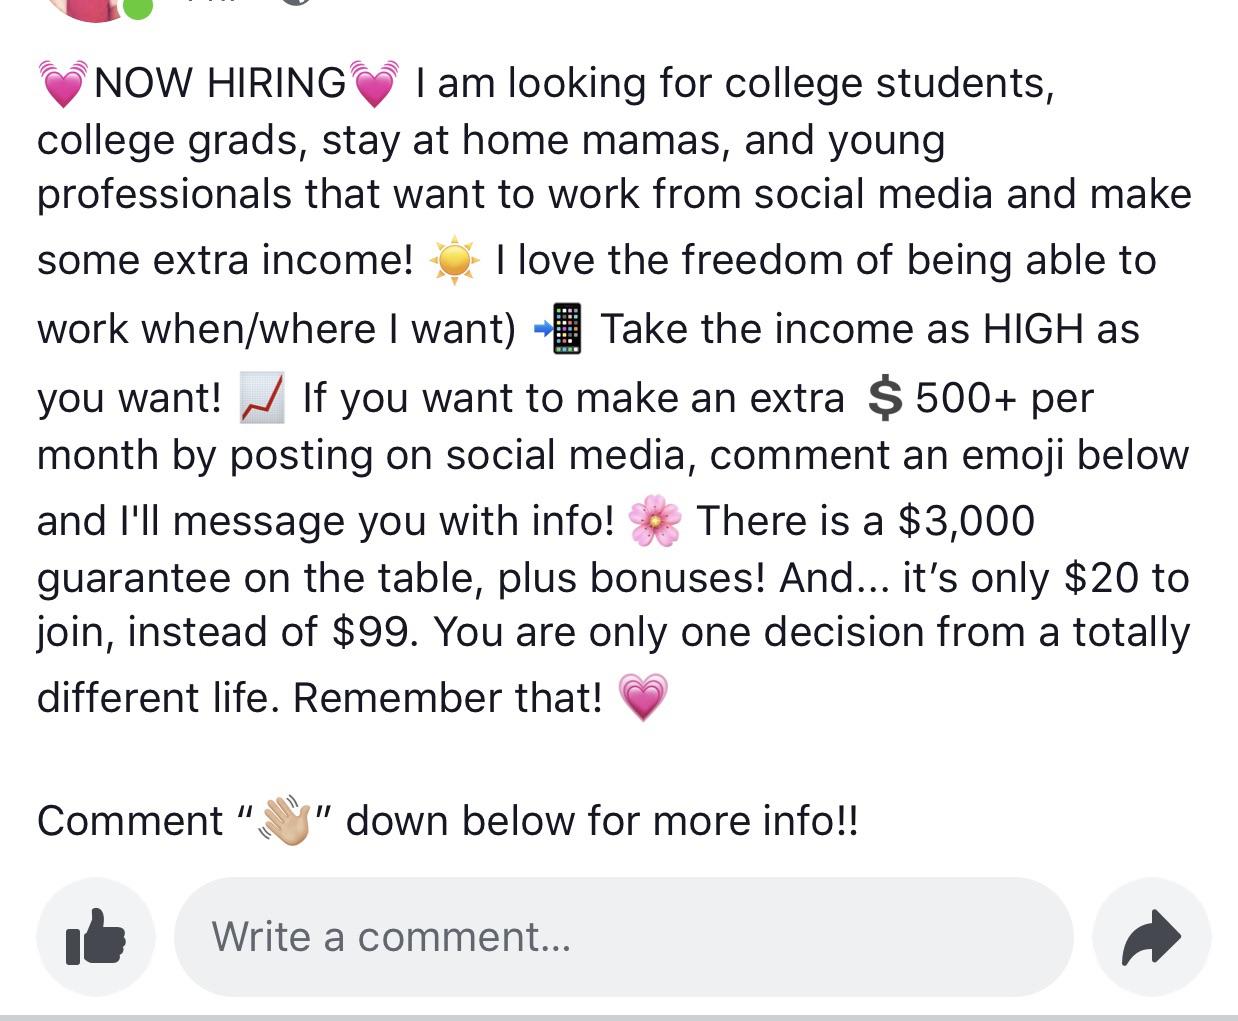 💓NOW HIRING💓 I am looking for college students,
college grads, stay at home mamas, and young
professionals that want to work from social media and make
some extra income! ☀️ I love the freedom of being able to
work when/where I want) 📲 Take the income as HIGH as
you want! 📈 If you want to make an extra 💲500+ per
month by posting on social media, comment an emoji below
and I'll message you with info! 🌸 There is a $3,000
guarantee on the table, plus bonuses! And... it’s only $20 to
join, instead of $99. You are only one decision from a totally
different life. Remember that! 💗
Comment “👋🏼” down below for more info!!
Write a comment...